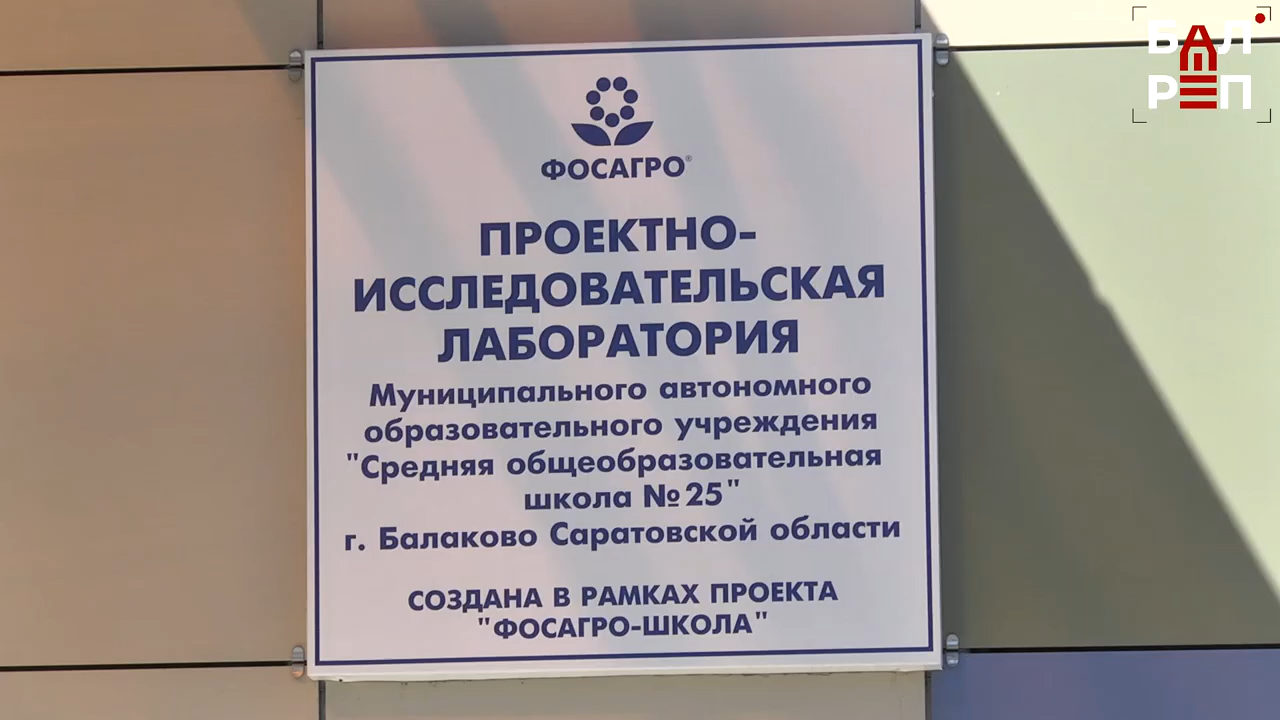 БАЛ
РЕП
ФОСАГРО®
ПРОЕКТНО-
ИССЛЕДОВАТЕЛЬСКАЯ
ЛАБОРАТОРИЯ
Муниципального автономного
образовательного учреждения
"Средняя общеобразовательная
школа №25"
г. Балаково Саратовской области
СОЗДАНА В РАМКАХ ПРОЕКТА
"ФОСАГРО-ШКОЛА"